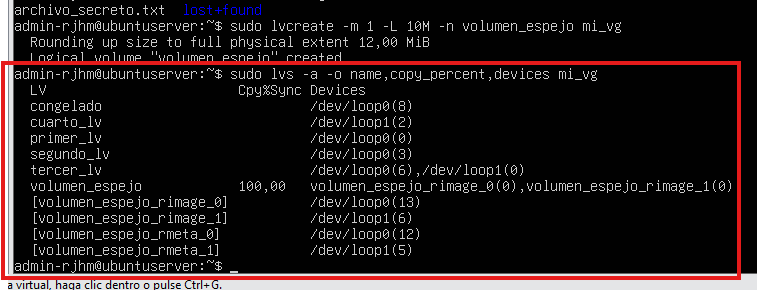 archivo_secreto.txt  lost+found
admin-rjhm@ubuntuserver:~$ sudo lvcreate -m 1 -L 10M -n volumen_espejo mi_vg
  Rounding up size to full physical extent 12,00 MiB
  Logical volume "volumen_espejo" created.
admin-rjhm@ubuntuserver:~$ sudo lvs -a -o name,copy_percent,devices mi_vg
  LV                        Cpy%Sync Devices
  congelado                          /dev/loop0(8)
  cuarto_lv                          /dev/loop1(2)
  primer_lv                          /dev/loop0(0)
  segundo_lv                         /dev/loop0(3)
  tercer_lv                          /dev/loop0(6),/dev/loop1(0)
  volumen_espejo            100,00   volumen_espejo_rimage_0(0),volumen_espejo_rimage_1(0)
  [volumen_espejo_rimage_0]          /dev/loop0(13)
  [volumen_espejo_rimage_1]          /dev/loop1(6)
  [volumen_espejo_rmeta_0]           /dev/loop0(12)
  [volumen_espejo_rmeta_1]           /dev/loop1(5)
admin-rjhm@ubuntuserver:~$ _
a virtual, haga clic dentro o pulse Ctrl+G.